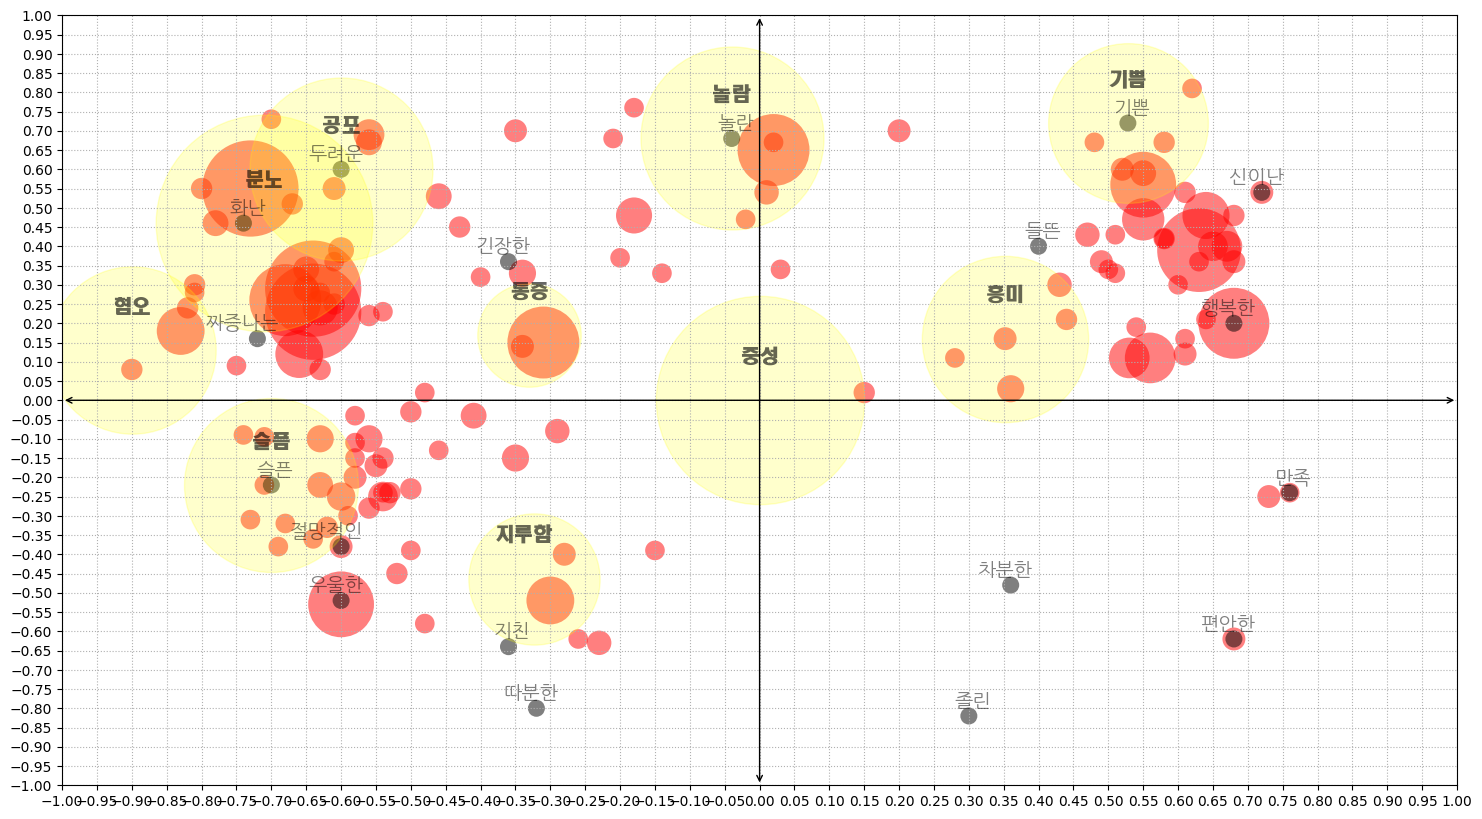 1.00
0.95
0.90
0.85
0.80
0.75
0.70
0.65
0.60
0.55
0.50
0.45
0.40
0.35
0.30
0.25
0.20
0.15
0.10
0.05
0.00
−0.05
−0.10
−0.15
−0.20
−0.25
−0.30
−0.35
−0.40
−0.45
−0.50
−0.55
−0.60
−0.65
−0.70
−0.75
−0.80
−0.85
−0.90
−0.95
−1.00
기쁨
놀람
기쁜
공포
놀란
두려운
분노
신이난
화난
들뜬
긴장한
통증
흥미
혐오
행복한
짜증나는
중성
슬픔
슬픈
만족
절망적인
지루함
차분한
우울한
지친
편안한
따분한
졸린
−1.00−0.95−0.90−0.85−0.80−0.75−0.70−0.65−0.60−0.55−0.50−0.45−0.40−0.35−0.30−0.25−0.20−0.15−0.10−0.05 0.00 0.05 0.10 0.15 0.20 0.25 0.30 0.35 0.40 0.45 0.50 0.55 0.60 0.65 0.70 0.75 0.80 0.85 0.90 0.95 1.00